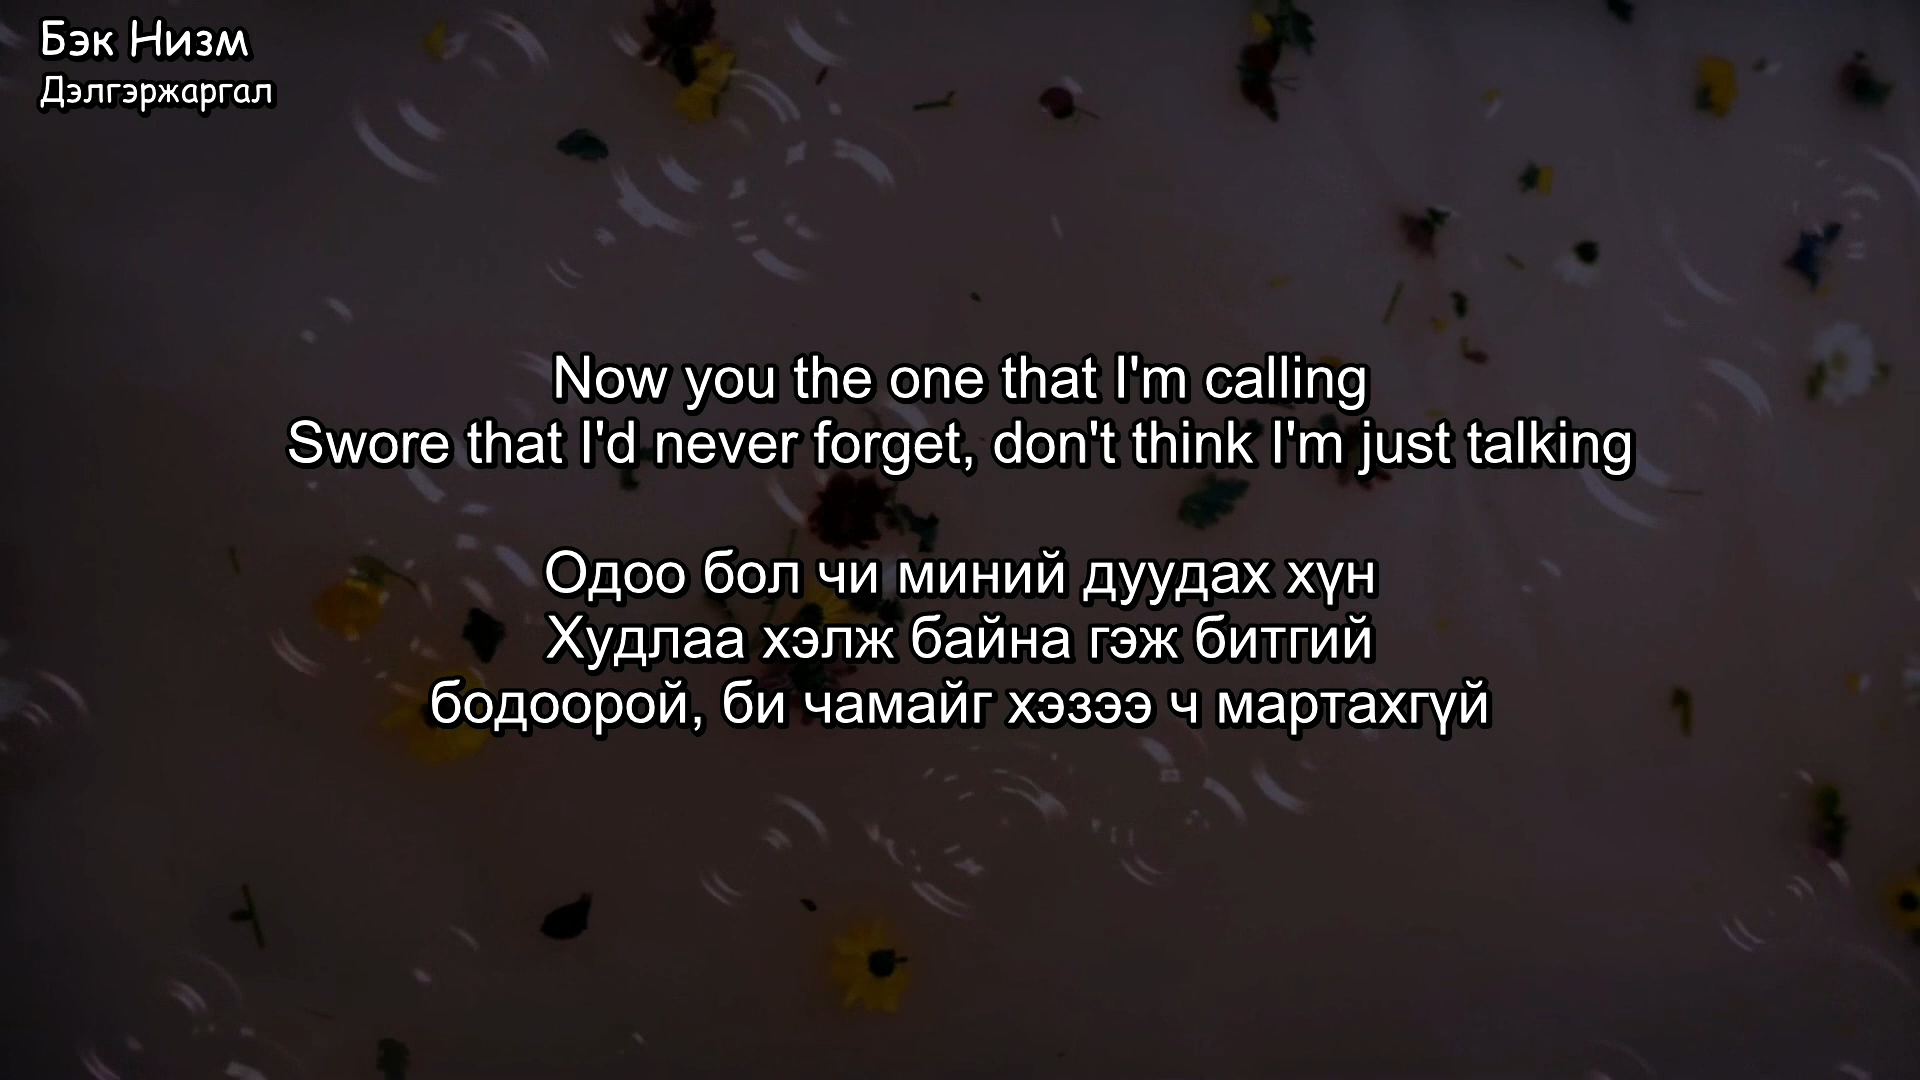 Бэк Низм
Дэлгэржаргал
Now you the one that I'm calling
Swore that I'd never forget, don't think I'm just talking
Одоо бол чи миний дуудах хүн
Худлаа хэлж байна гэж битгий
бодоорой, би чамайг хэзээ ч мартахгүй